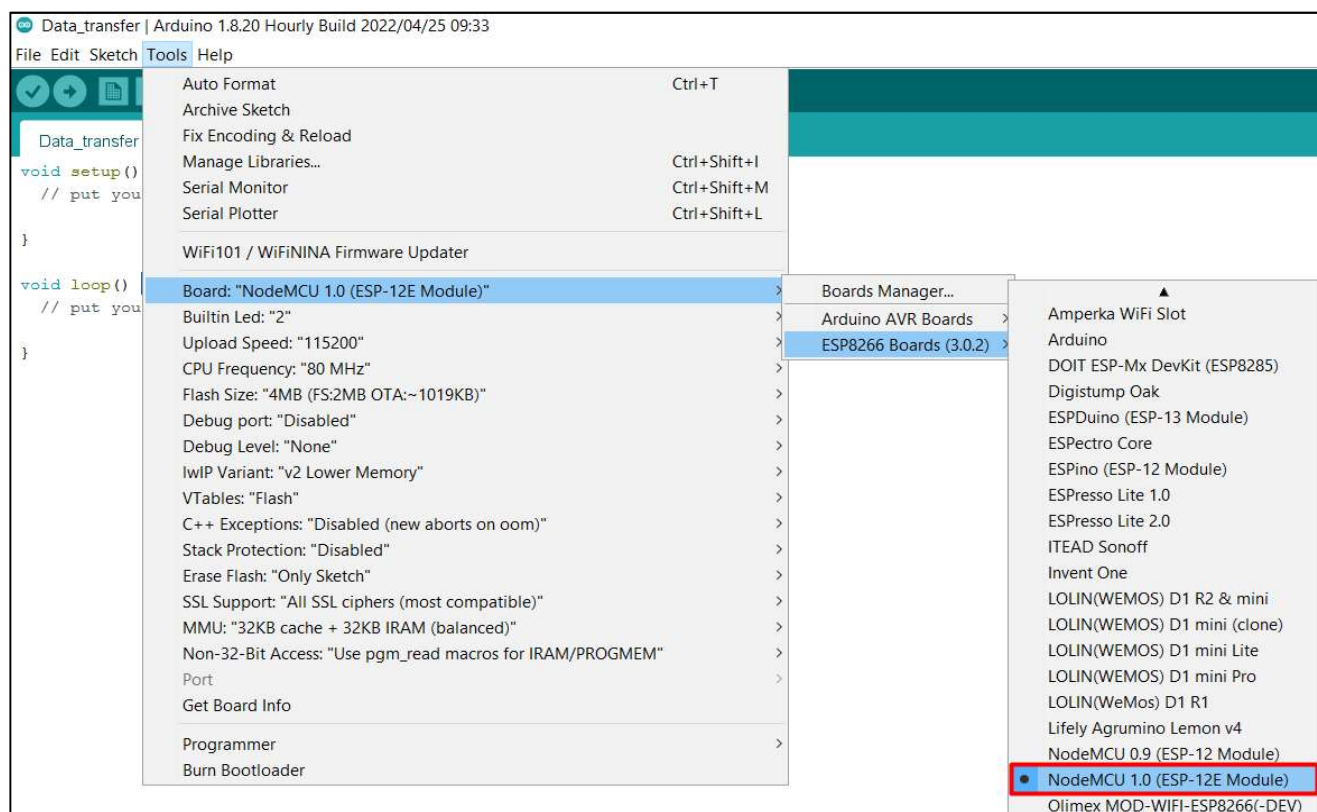 Data_transfer | Arduino 1.8.20 Hourly Build 2022/04/25 09:33
File Edit Sketch Tools Help
Data_transfer
void setup()
// put you
}
void loop()
// put you
}
Auto Format Ctrl+T
Archive Sketch
Fix Encoding & Reload
Manage Libraries... Ctrl+Shift+I
Serial Monitor Ctrl+Shift+M
Serial Plotter Ctrl+Shift+L
WiFi101 / WiFiNINA Firmware Updater
Board: "NodeMCU 1.0 (ESP-12E Module)"
Builtin Led: "2"
Upload Speed: "115200"
CPU Frequency: "80 MHz"
Flash Size: "4MB (FS:2MB OTA:~1019KB)"
Debug port: "Disabled"
Debug Level: "None"
lwIP Variant: "v2 Lower Memory"
VTables: "Flash"
C++ Exceptions: "Disabled (new aborts on oom)"
Stack Protection: "Disabled"
Erase Flash: "Only Sketch"
SSL Support: "All SSL ciphers (most compatible)"
MMU: "32KB cache + 32KB IRAM (balanced)"
Non-32-Bit Access: "Use pgm_read macros for IRAM/PROGMEM"
Port
Get Board Info
Programmer
Burn Bootloader
Boards Manager...
Arduino AVR Boards
ESP8266 Boards (3.0.2)
Amperka WiFi Slot
Arduino
DOIT ESP-Mx DevKit (ESP8285)
Digistump Oak
ESPDuino (ESP-13 Module)
ESPectro Core
ESPino (ESP-12 Module)
ESPresso Lite 1.0
ESPresso Lite 2.0
ITEAD Sonoff
Invent One
LOLIN(WEMOS) D1 R2 & mini
LOLIN(WEMOS) D1 mini (clone)
LOLIN(WEMOS) D1 mini Lite
LOLIN(WEMOS) D1 mini Pro
LOLIN(WeMos) D1 R1
Lifely Agrumino Lemon v4
NodeMCU 0.9 (ESP-12 Module)
NodeMCU 1.0 (ESP-12E Module)
Olimex MOD-WIFI-ESP8266(-DEV)